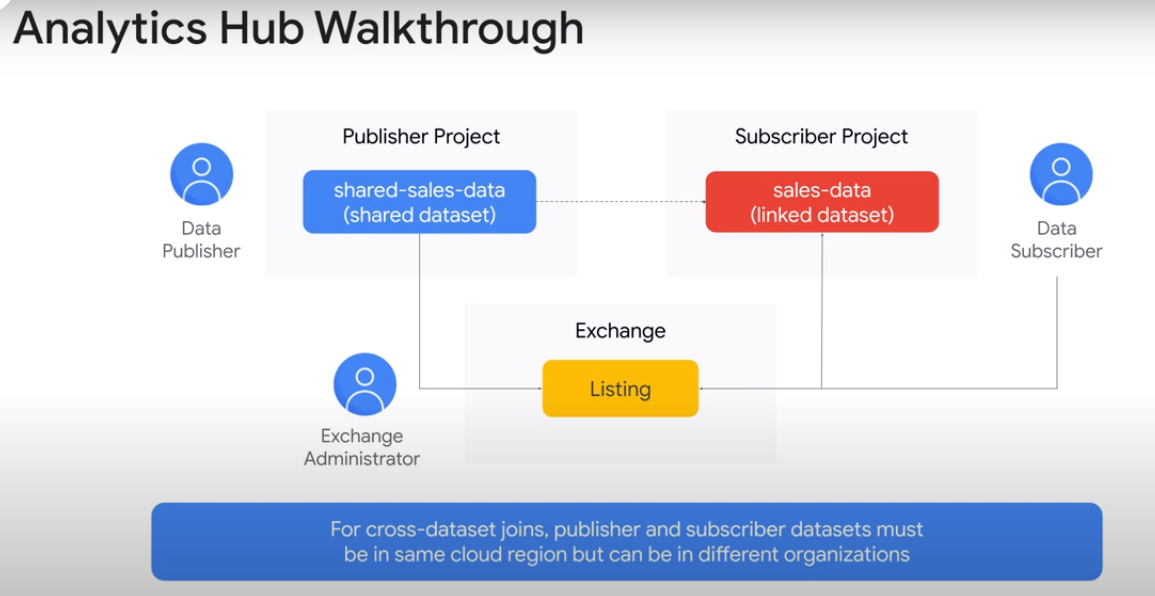 Analytics Hub Walkthrough
Publisher Project
Subscriber Project
shared-sales-data
(shared dataset)
sales-data
(linked dataset)
Data
Publisher
Data
Subscriber
Exchange
Listing
Exchange
Administrator
For cross-dataset joins, publisher and subscriber datasets must
be in same cloud region but can be in different organizations